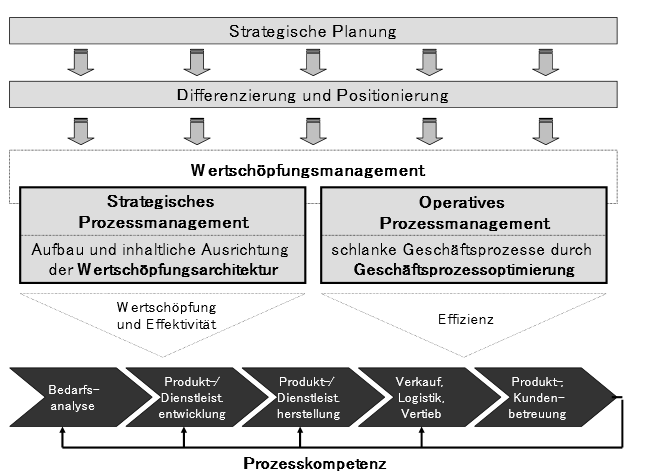 Strategische Planung
Differenzierung und Positionierung
Wertschöpfungsmanagement
Strategisches
Prozessmanagement
Aufbau und inhaltliche Ausrichtung
der Wertschöpfungsarchitektur
Operatives
Prozessmanagement
schlanke Geschäftsprozesse durch
Geschäftsprozessoptimierung
Wertschöpfung
und Effektivität
Effizienz
Bedarfs-
analyse
Produkt-/
Dienstleist.
entwicklung
Produkt-/
Dienstleist.
herstellung
Verkauf,
Logistik,
Vertieb
Produkt-,
Kunden-
betreuung
Prozesskompetenz